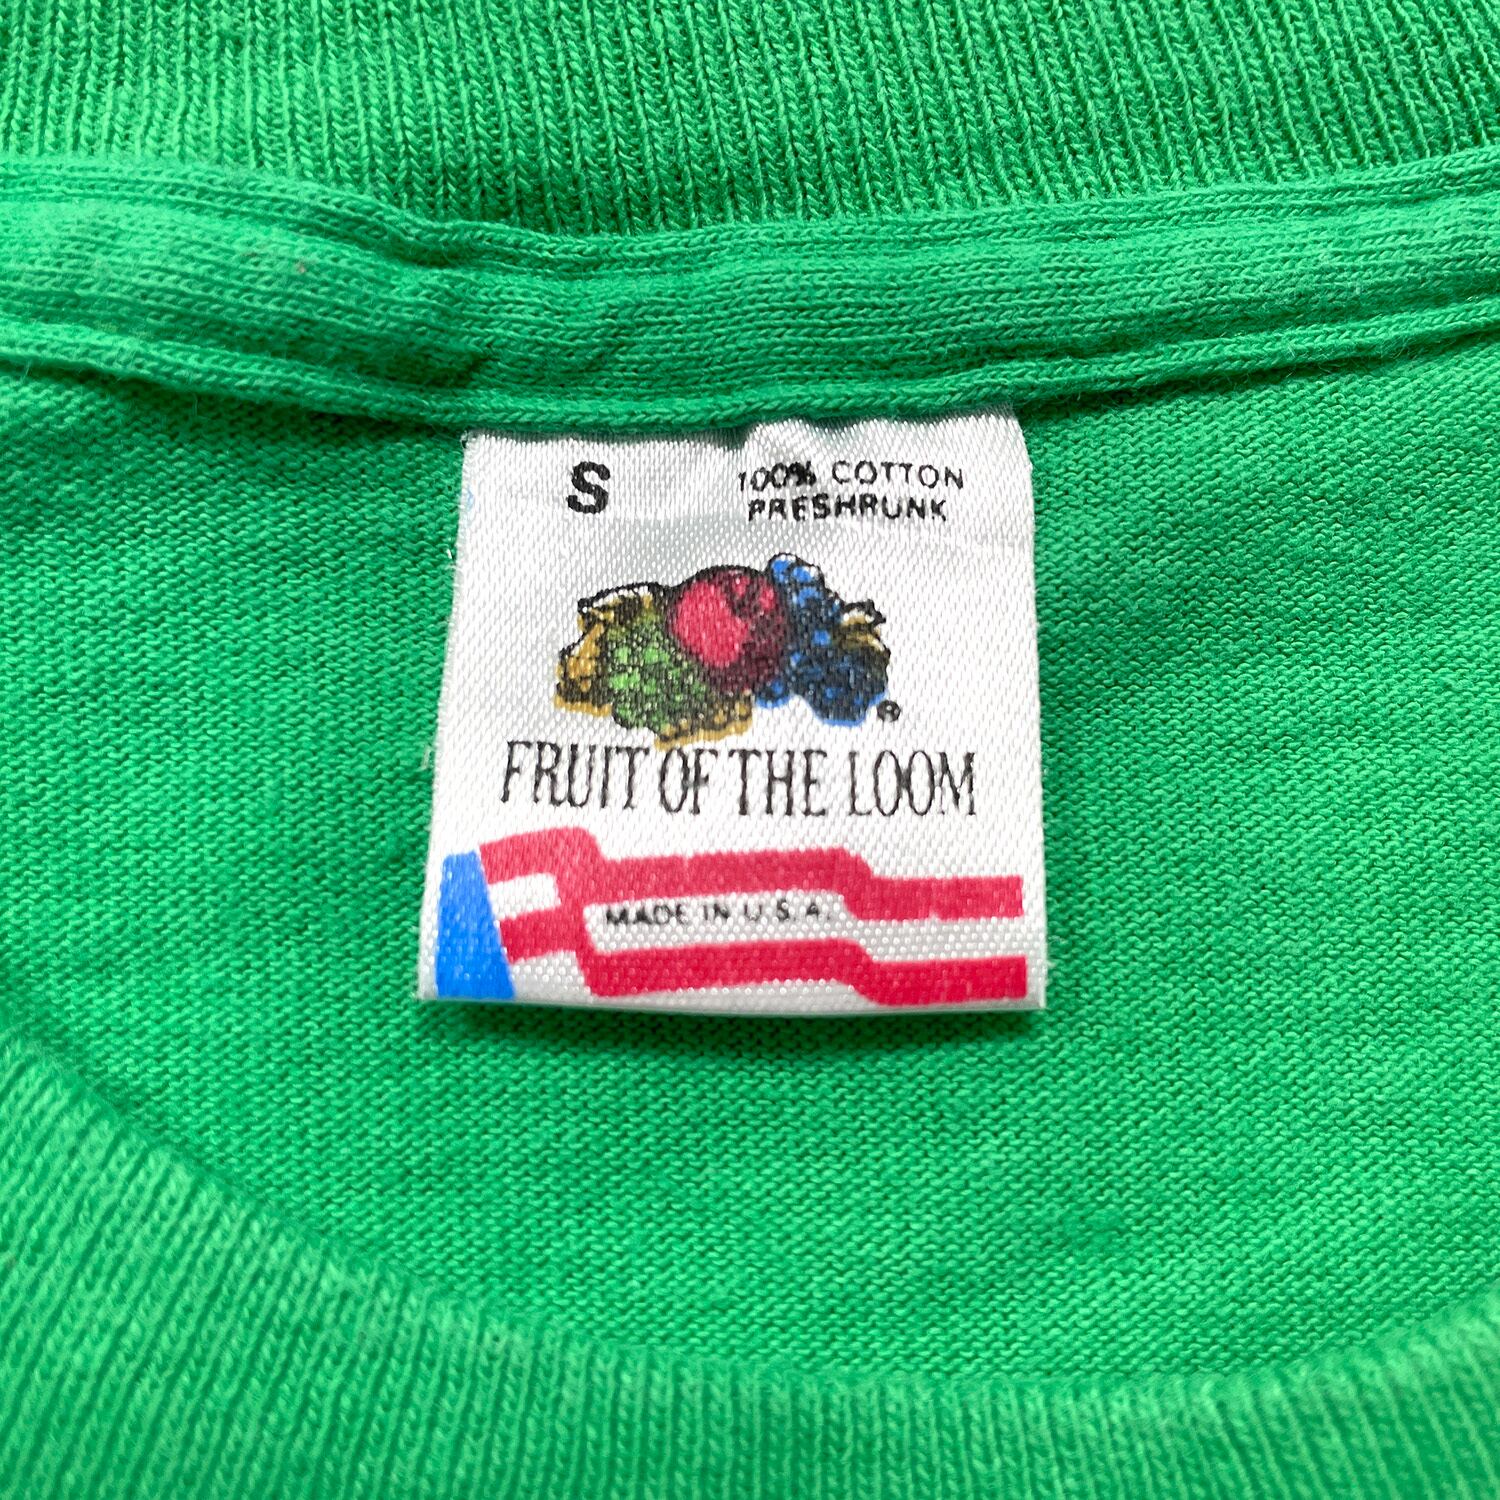 S
100% COTTON
PRESHRUNK
®
FRUIT OF THE LOOM
MADE IN U.S.A.